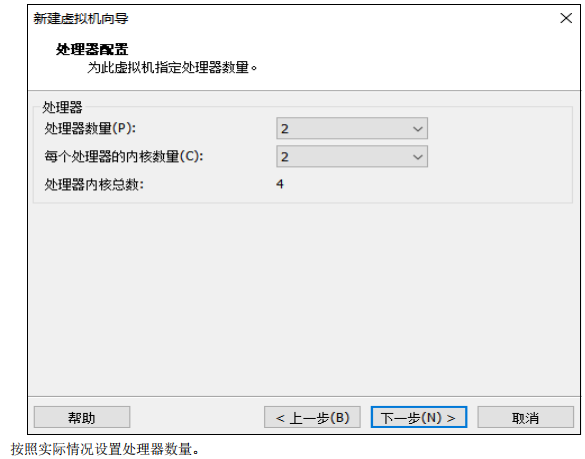 新建虚拟机向导
处理器配置
为此虚拟机指定处理器数量。
处理器
处理器数量(P): 2
每个处理器的内核数量(C): 2
处理器内核总数: 4
帮助 < 上一步(B) 下一步(N) > 取消
按照实际情况设置处理器数量。